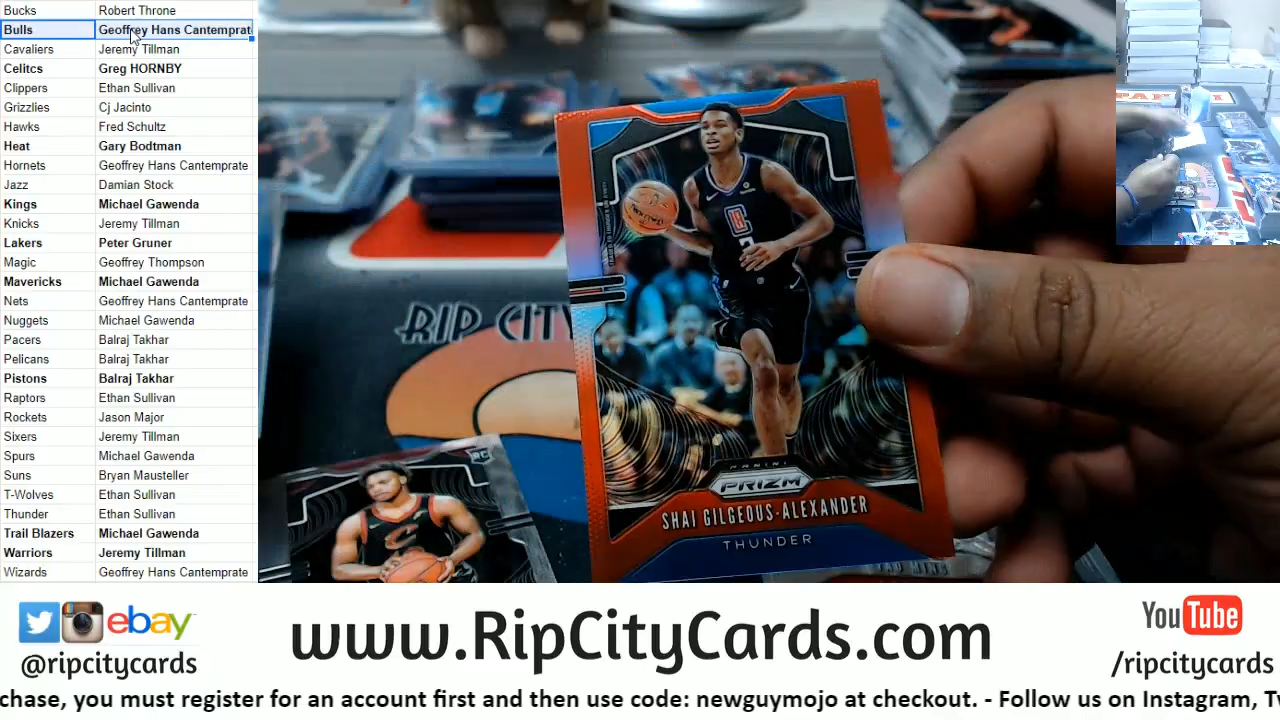 Bucks Robert Throne
Bulls Geoffrey Hans Cantemprat
Cavaliers Jeremy Tillman
Celitcs Greg HORNBY
Clippers Ethan Sullivan
Grizzlies Cj Jacinto
Hawks Fred Schultz
Heat Gary Bodtman
Hornets Geoffrey Hans Cantemprate
Jazz Damian Stock
Kings Michael Gawenda
Knicks Jeremy Tillman
Lakers Peter Gruner
Magic Geoffrey Thompson
Mavericks Michael Gawenda
Nets Geoffrey Hans Cantemprate
Nuggets Michael Gawenda
Pacers Balraj Takhar
Pelicans Balraj Takhar
Pistons Balraj Takhar
Raptors Ethan Sullivan
Rockets Jason Major
Sixers Jeremy Tillman
Spurs Michael Gawenda
Suns Bryan Mausteller
T-Wolves Ethan Sullivan
Thunder Ethan Sullivan
Trail Blazers Michael Gawenda
Warriors Jeremy Tillman
Wizards Geoffrey Hans Cantemprate
RIP CITY
RC
PANINI
PRIZM
SHAI GILGEOUS-ALEXANDER
THUNDER
ebay
@ripcitycards
www.RipCityCards.com
YouTube
/ripcitycards
chase, you must register for an account first and then use code: newguymojo at checkout. - Follow us on Instagram, Tw